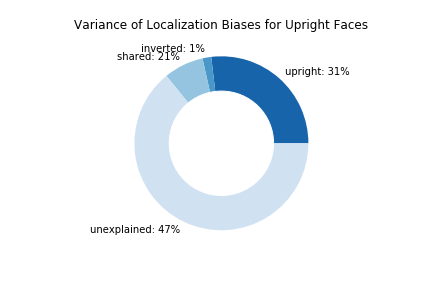 Variance of Localization Biases for Upright Faces
inverted: 1%
shared: 21%
upright: 31%
unexplained: 47%